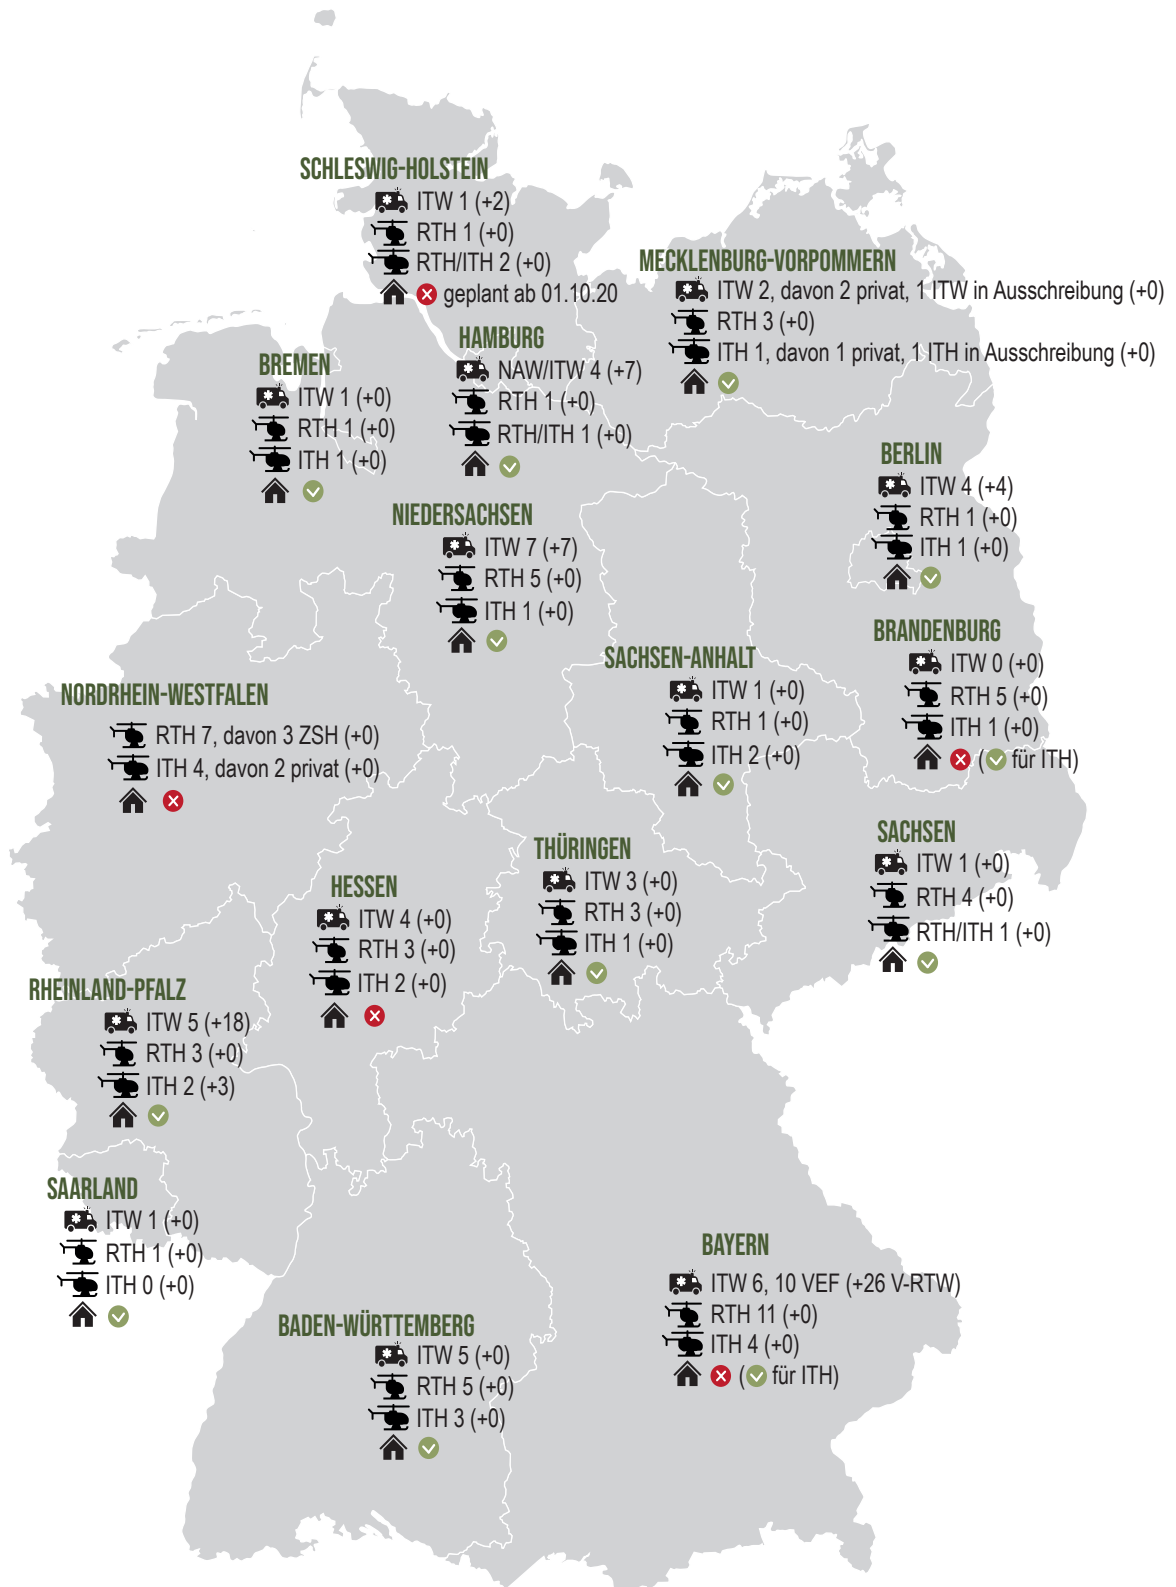 SCHLESWIG-HOLSTEIN
ITW 1 (+2)
RTH 1 (+0)
RTH/ITH 2 (+0)
geplant ab 01.10.20
MECKLENBURG-VORPOMMERN
ITW 2, davon 2 privat, 1 ITW in Ausschreibung (+0)
RTH 3 (+0)
ITH 1, davon 1 privat, 1 ITH in Ausschreibung (+0)
HAMBURG
NAW/ITW 4 (+7)
RTH 1 (+0)
RTH/ITH 1 (+0)
BREMEN
ITW 1 (+0)
RTH 1 (+0)
ITH 1 (+0)
BERLIN
ITW 4 (+4)
RTH 1 (+0)
ITH 1 (+0)
NIEDERSACHSEN
ITW 7 (+7)
RTH 5 (+0)
ITH 1 (+0)
BRANDENBURG
ITW 0 (+0)
RTH 5 (+0)
ITH 1 (+0)
( für ITH)
SACHSEN-ANHALT
ITW 1 (+0)
RTH 1 (+0)
ITH 2 (+0)
NORDRHEIN-WESTFALEN
RTH 7, davon 3 ZSH (+0)
ITH 4, davon 2 privat (+0)
SACHSEN
ITW 1 (+0)
RTH 4 (+0)
RTH/ITH 1 (+0)
THÜRINGEN
ITW 3 (+0)
RTH 3 (+0)
ITH 1 (+0)
HESSEN
ITW 4 (+0)
RTH 3 (+0)
ITH 2 (+0)
RHEINLAND-PFALZ
ITW 5 (+18)
RTH 3 (+0)
ITH 2 (+3)
SAARLAND
ITW 1 (+0)
RTH 1 (+0)
ITH 0 (+0)
BAYERN
ITW 6, 10 VEF (+26 V-RTW)
RTH 11 (+0)
ITH 4 (+0)
( für ITH)
BADEN-WÜRTTEMBERG
ITW 5 (+0)
RTH 5 (+0)
ITH 3 (+0)